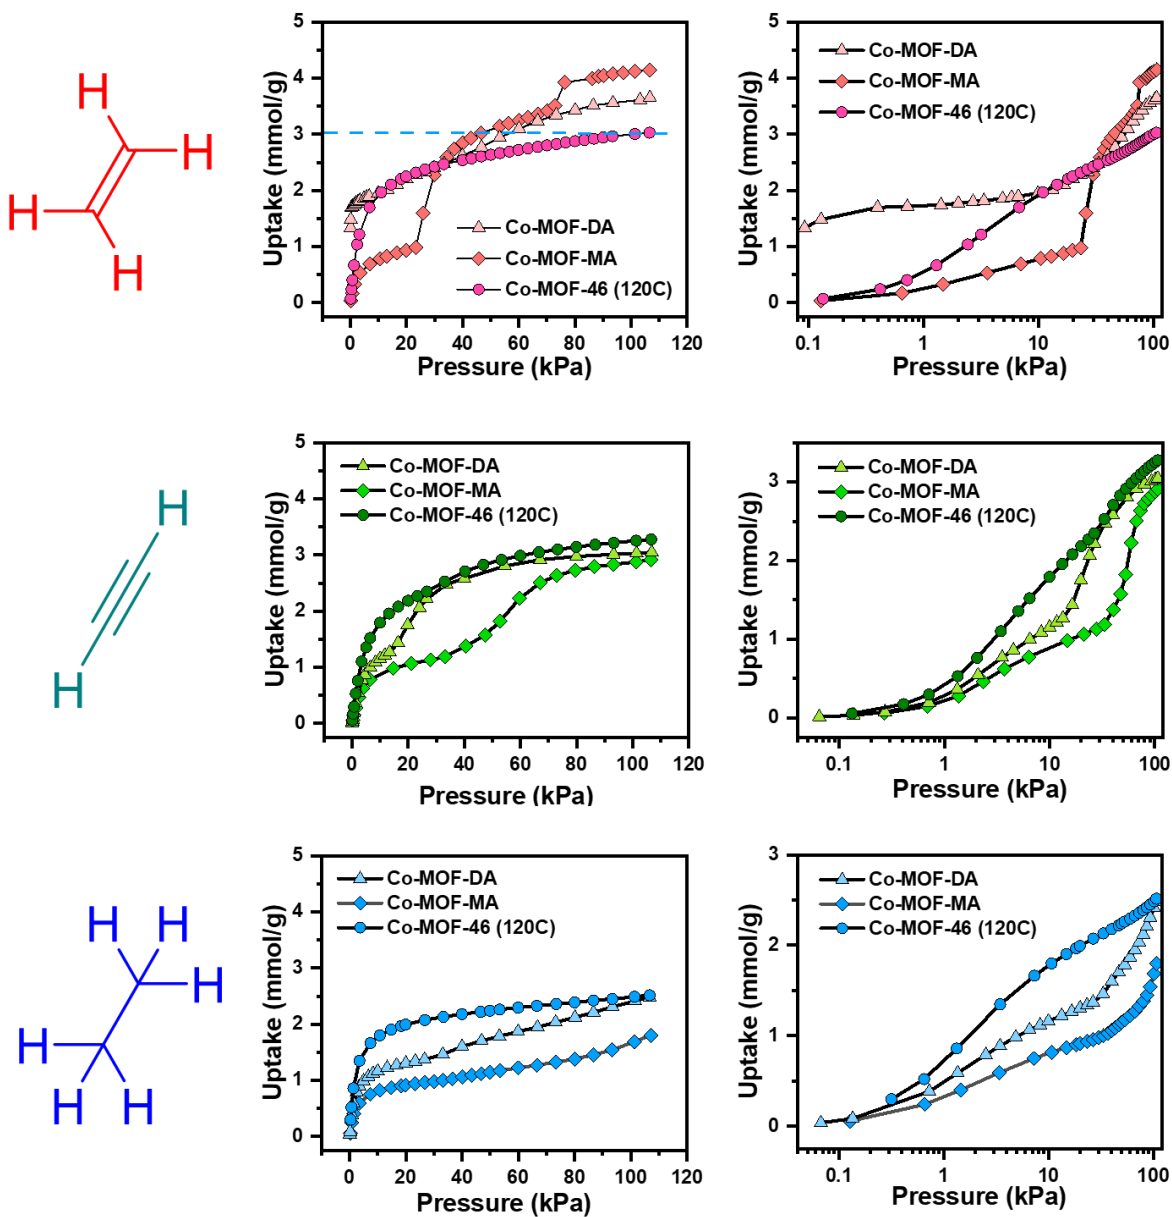 H
H
H
H
Uptake (mmol/g)
5
4
3
2
1
0
Co-MOF-DA
Co-MOF-MA
Co-MOF-46 (120C)
0 20 40 60 80 100 120
Pressure (kPa)
Uptake (mmol/g)
5
4
3
2
1
0
Co-MOF-DA
Co-MOF-MA
Co-MOF-46 (120C)
0.1 1 10 100
Pressure (kPa)
H
H
Uptake (mmol/g)
5
4
3
2
1
0
Co-MOF-DA
Co-MOF-MA
Co-MOF-46 (120C)
0 20 40 60 80 100 120
Pressure (kPa)
Uptake (mmol/g)
3
2
1
0
Co-MOF-DA
Co-MOF-MA
Co-MOF-46 (120C)
0.1 1 10 100
Pressure (kPa)
H H
H
H
H H
Uptake (mmol/g)
5
4
3
2
1
0
Co-MOF-DA
Co-MOF-MA
Co-MOF-46 (120C)
0 20 40 60 80 100 120
Pressure (kPa)
Uptake (mmol/g)
3
2
1
0
Co-MOF-DA
Co-MOF-MA
Co-MOF-46 (120C)
0.1 1 10 100
Pressure (kPa)